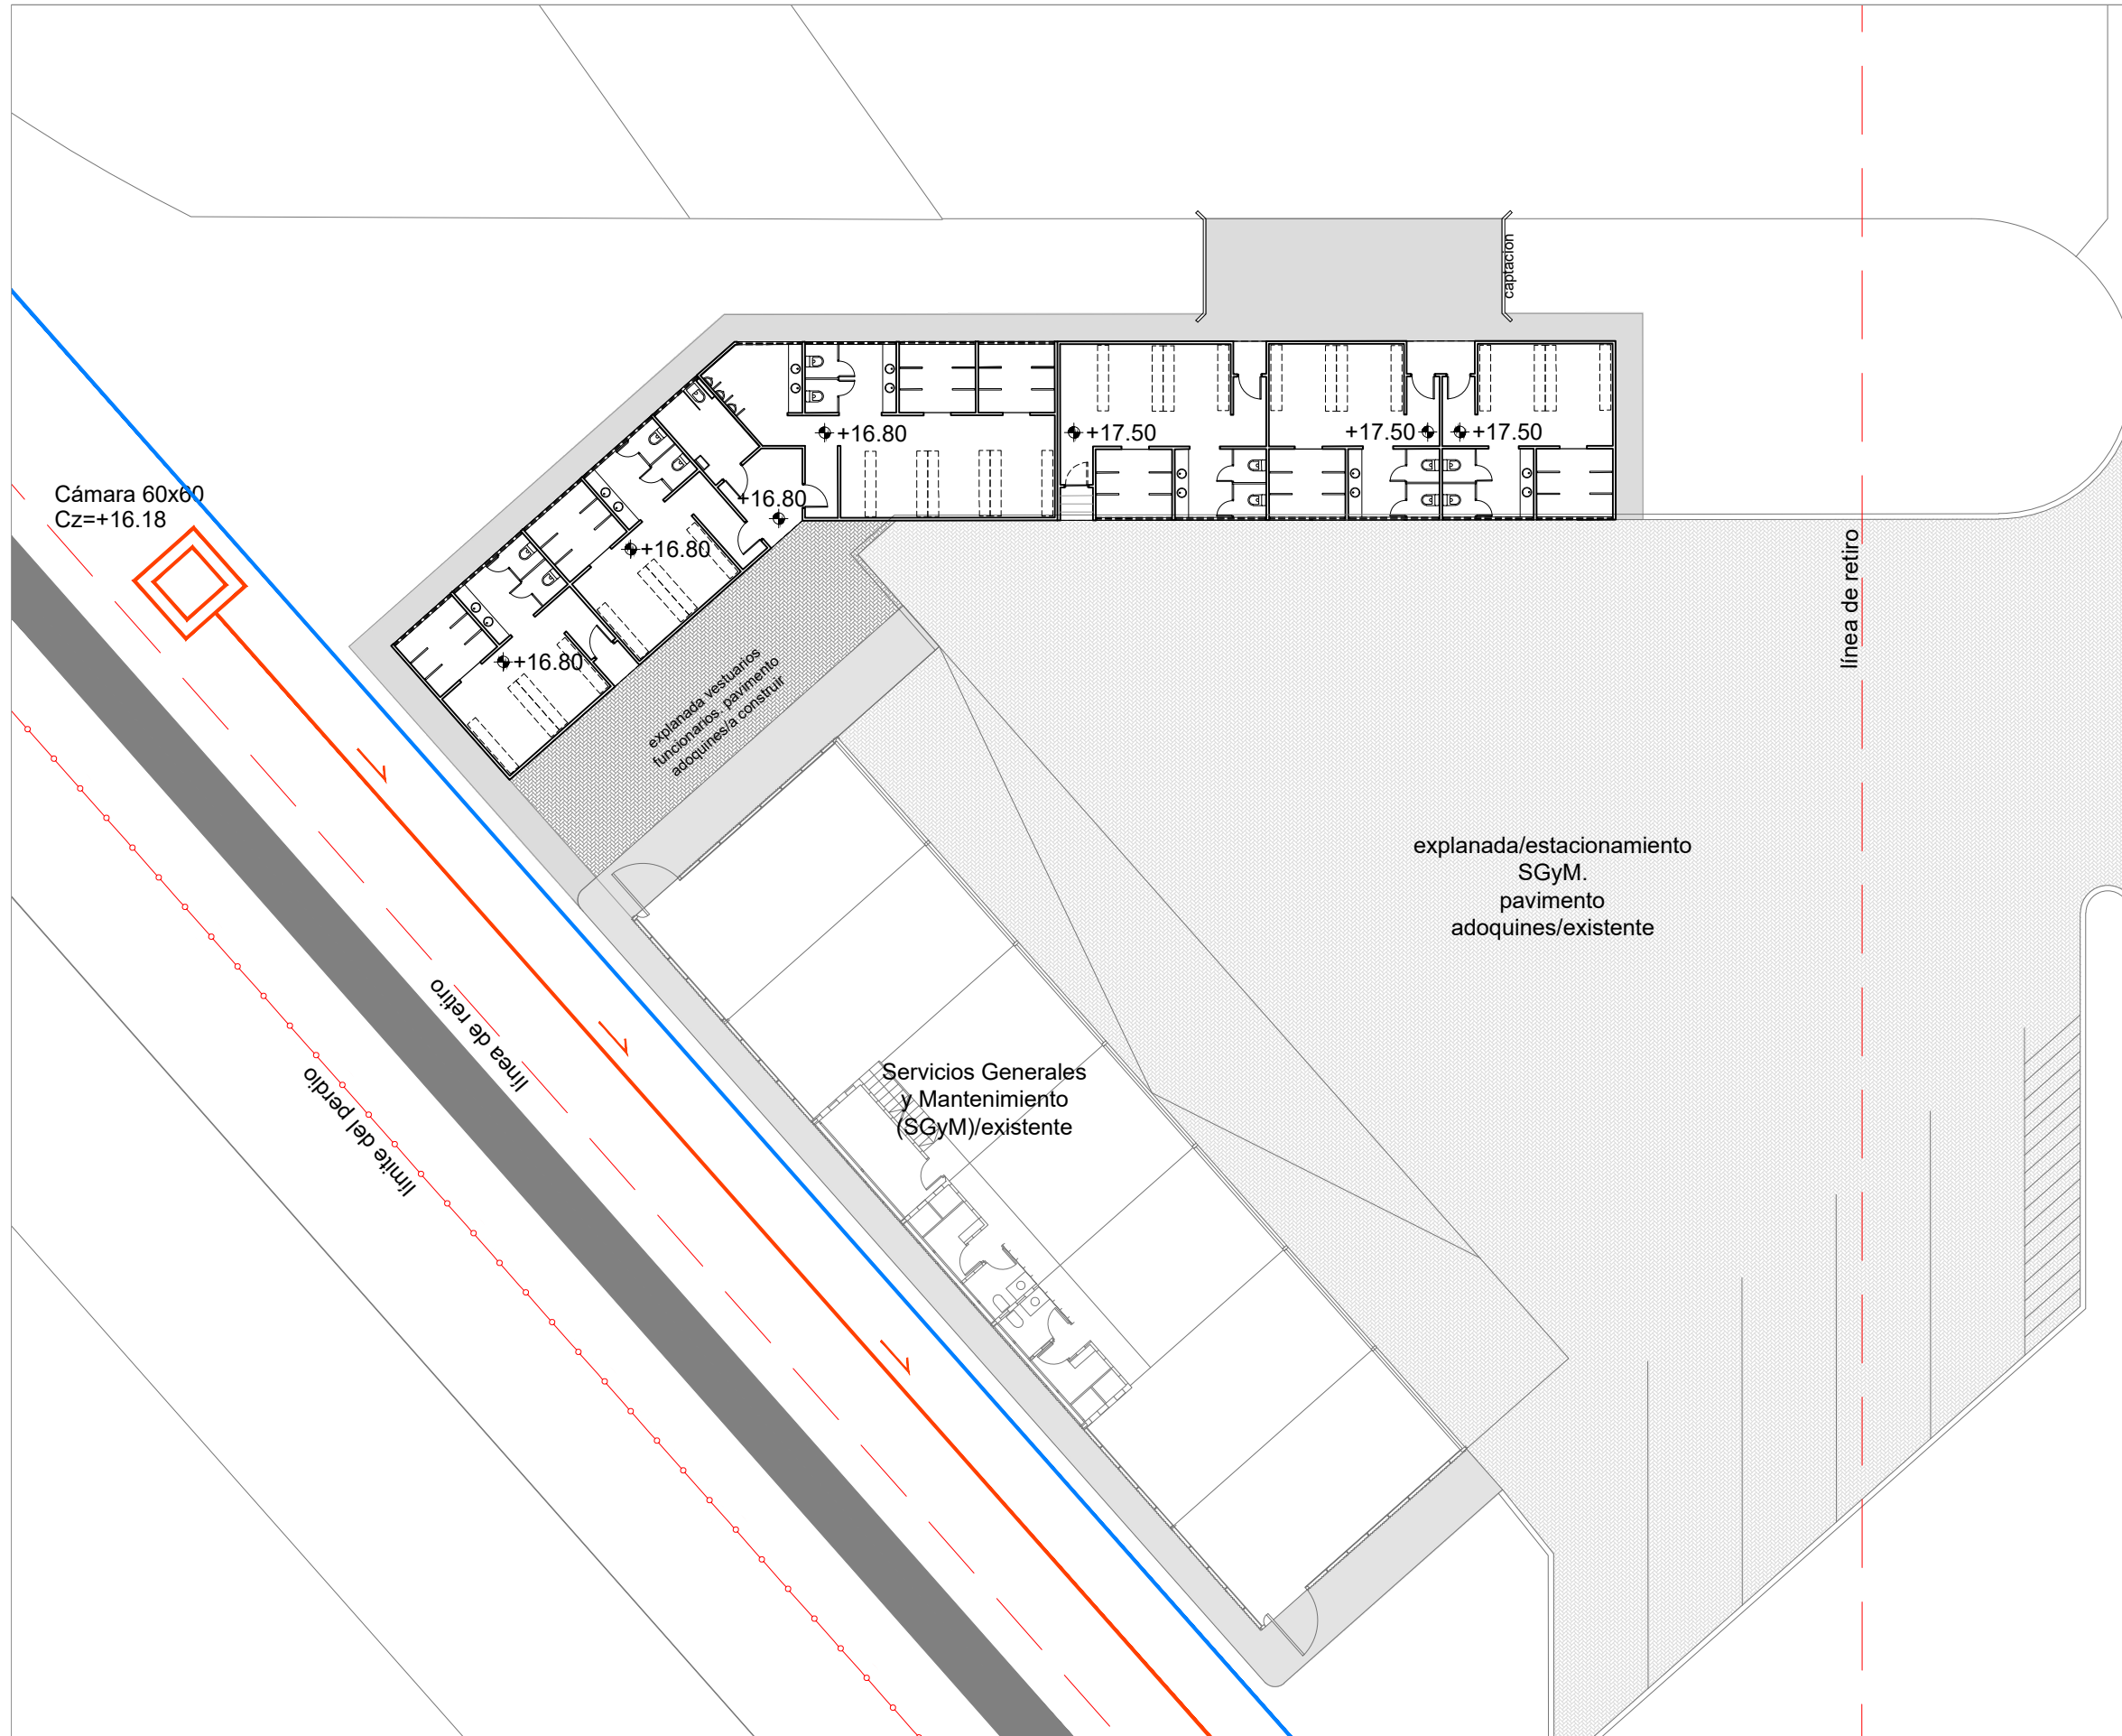 captacion
+16.80
+17.50
+17.50
+17.50
Cámara 60x60
Cz=+16.18
+16.80
+16.80
+16.80
línea de retiro
explanada vestuarios
funcionarios. pavimento
adoquines/a construir
explanada/estacionamiento
SGyM.
pavimento
adoquines/existente
línea de retiro
límite del perdio
Servicios Generales
y Mantenimiento
(SGyM)/existente